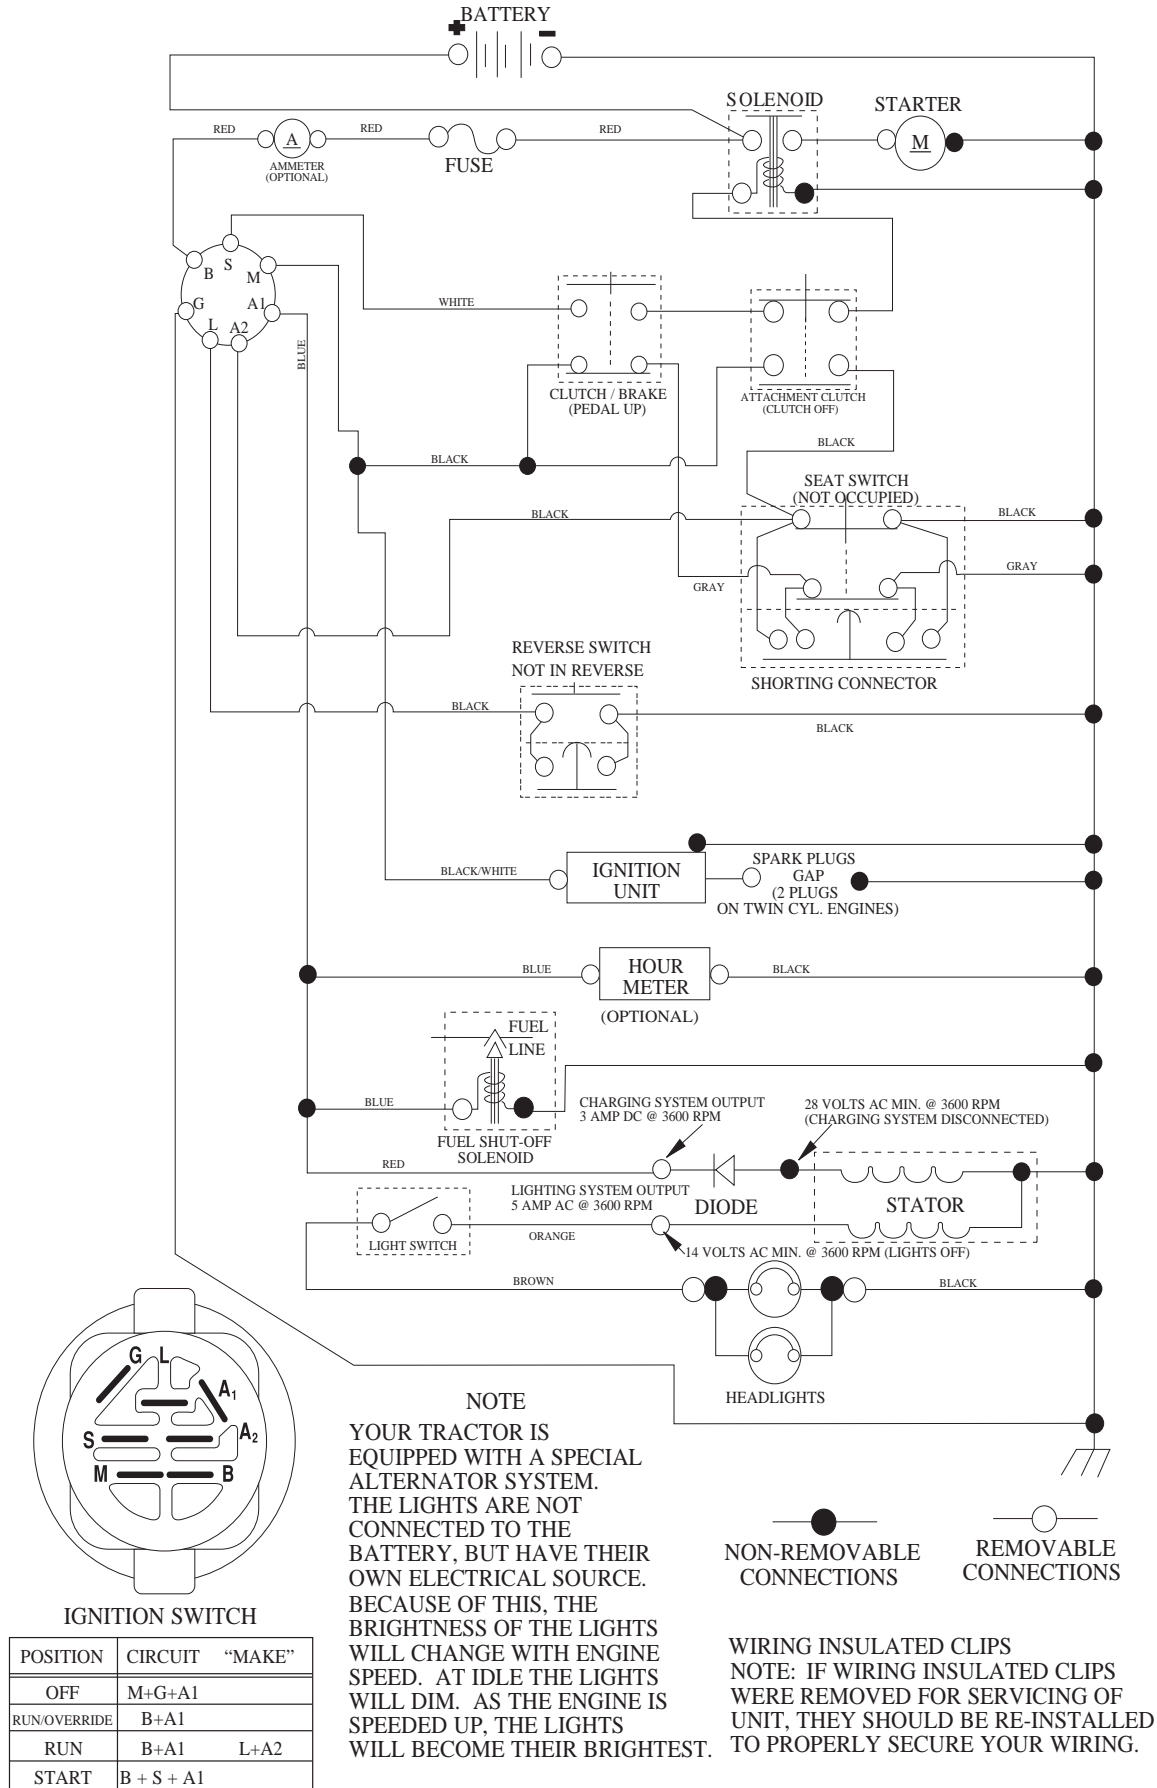 BATTERY
SOLENOID
STARTER
RED
A
RED
RED
M
AMMETER
(OPTIONAL)
FUSE
B
S
M
G
A1
L
A2
BLUE
WHITE
CLUTCH / BRAKE
(PEDAL UP)
ATTACHMENT CLUTCH
(CLUTCH OFF)
BLACK
BLACK
SEAT SWITCH
(NOT OCCUPIED)
BLACK
BLACK
GRAY
GRAY
REVERSE SWITCH
NOT IN REVERSE
SHORTING CONNECTOR
BLACK
BLACK
BLACK/WHITE
IGNITION
UNIT
SPARK PLUGS
GAP
(2 PLUGS
ON TWIN CYL. ENGINES)
BLUE
HOUR
METER
BLACK
(OPTIONAL)
FUEL
LINE
BLUE
FUEL SHUT-OFF
SOLENOID
CHARGING SYSTEM OUTPUT
3 AMP DC @ 3600 RPM
28 VOLTS AC MIN. @ 3600 RPM
(CHARGING SYSTEM DISCONNECTED)
RED
LIGHTING SYSTEM OUTPUT
5 AMP AC @ 3600 RPM
DIODE
STATOR
LIGHT SWITCH
ORANGE
14 VOLTS AC MIN. @ 3600 RPM (LIGHTS OFF)
BROWN
BLACK
HEADLIGHTS
G
L
A1
S
A2
M
B
IGNITION SWITCH
POSITION CIRCUIT “MAKE”
OFF M+G+A1
RUN/OVERRIDE B+A1
RUN B+A1 L+A2
START B + S + A1
NOTE
YOUR TRACTOR IS
EQUIPPED WITH A SPECIAL
ALTERNATOR SYSTEM.
THE LIGHTS ARE NOT
CONNECTED TO THE
BATTERY, BUT HAVE THEIR
OWN ELECTRICAL SOURCE.
BECAUSE OF THIS, THE
BRIGHTNESS OF THE LIGHTS
WILL CHANGE WITH ENGINE
SPEED. AT IDLE THE LIGHTS
WILL DIM. AS THE ENGINE IS
SPEEDED UP, THE LIGHTS
WILL BECOME THEIR BRIGHTEST.
NON-REMOVABLE
CONNECTIONS
REMOVABLE
CONNECTIONS
WIRING INSULATED CLIPS
NOTE: IF WIRING INSULATED CLIPS
WERE REMOVED FOR SERVICING OF
UNIT, THEY SHOULD BE RE-INSTALLED
TO PROPERLY SECURE YOUR WIRING.